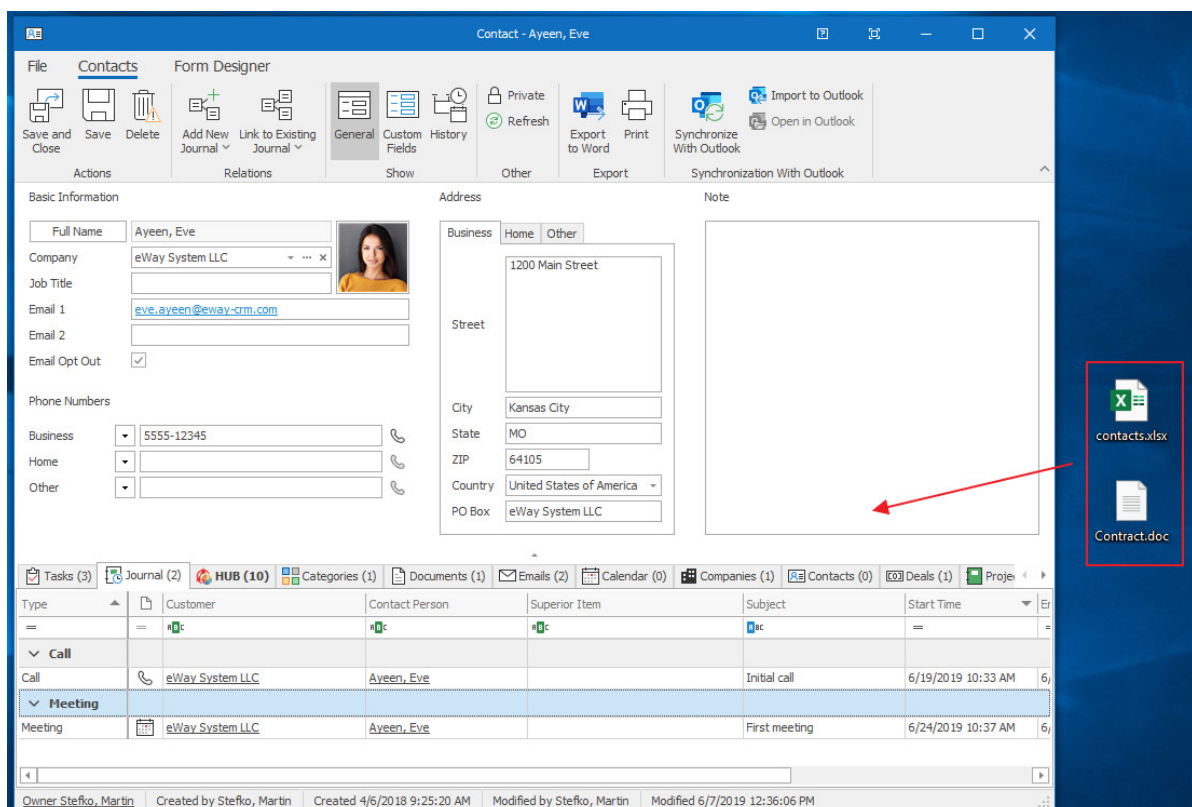 Contact - Ayeen, Eve
File Contacts Form Designer
Save and Close Save Delete Add New Journal Link to Existing Journal General Custom Fields History Private Refresh Export to Word Print Synchronize With Outlook Import to Outlook Open in Outlook
Actions Relations Show Other Export Synchronization With Outlook
Basic Information Address Note
Full Name Ayeen, Eve Business Home Other
Company eWay System LLC 1200 Main Street
Job Title
Email 1 eve.ayeen@eway-crm.com
Email 2 Street
Email Opt Out
Phone Numbers City Kansas City
Business 5555-12345 State MO
Home ZIP 64105
Other Country United States of America
PO Box eWay System LLC
contacts.xlsx
Contract.doc
Tasks (3) Journal (2) HUB (10) Categories (1) Documents (1) Emails (2) Calendar (0) Companies (1) Contacts (0) Deals (1) Proje
Type Customer Contact Person Superior Item Subject Start Time Er
= = ABC ABC ABC ABC = =
Call
Call eWay System LLC Ayeen, Eve Initial call 6/19/2019 10:33 AM 6/
Meeting
Meeting eWay System LLC Ayeen, Eve First meeting 6/24/2019 10:37 AM 6/
Owner Stefko, Martin Created by Stefko, Martin Created 4/6/2018 9:25:20 AM Modified by Stefko, Martin Modified 6/7/2019 12:36:06 PM